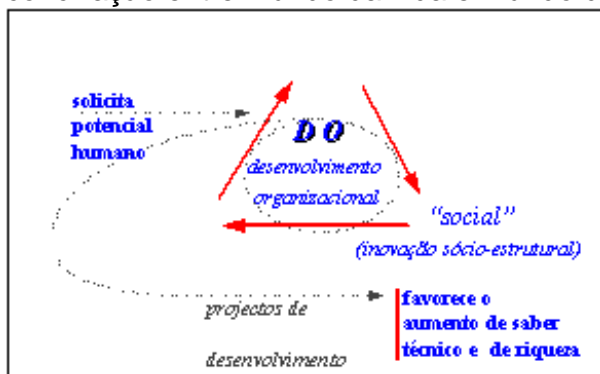 solicita
potencial
humano
D O
desenvolvimento
organizacional
“social”
(inovação sócio-estrutural)
projectos de
desenvolvimento
favorece o
aumento de saber
técnico e de riqueza